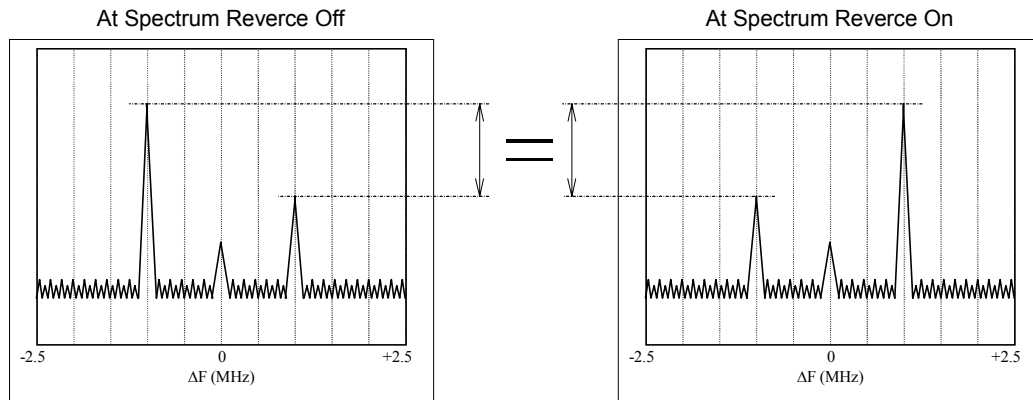 At Spectrum Reverce Off
At Spectrum Reverce On
-2.5 0 +2.5
ΔF (MHz)
-2.5 0 +2.5
ΔF (MHz)